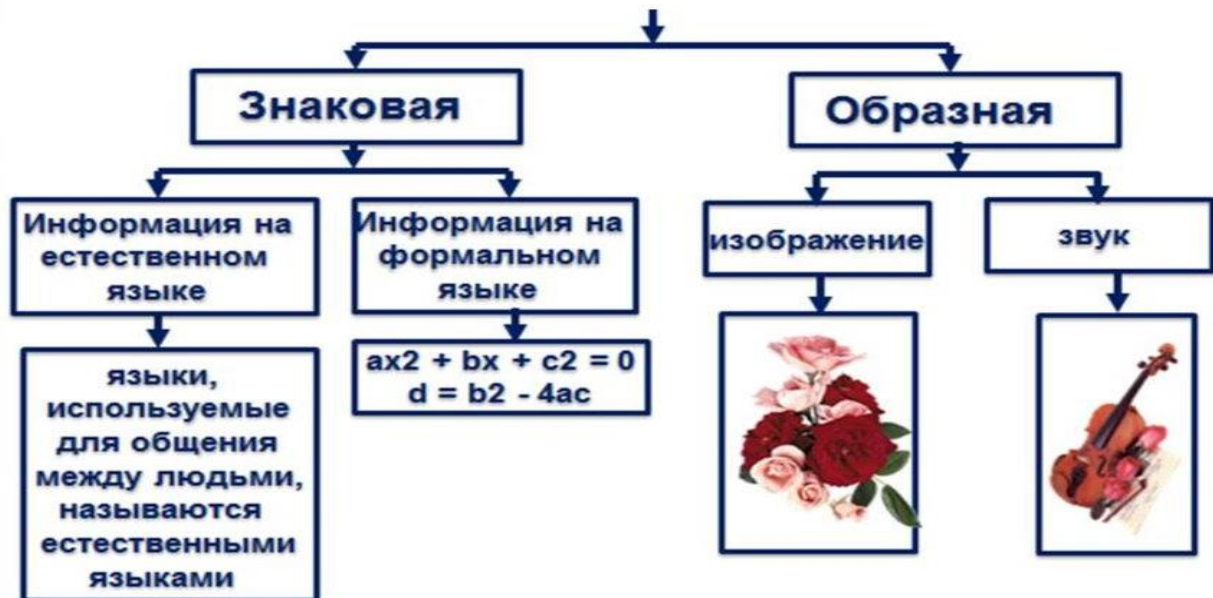 Знаковая
Образная
Информация на
естественном
языке
Информация на
формальном
языке
изображение
звук
языки,
используемые
для общения
между людьми,
называются
естественными
языками
ax2 + bx + c2 = 0
d = b2 - 4ac